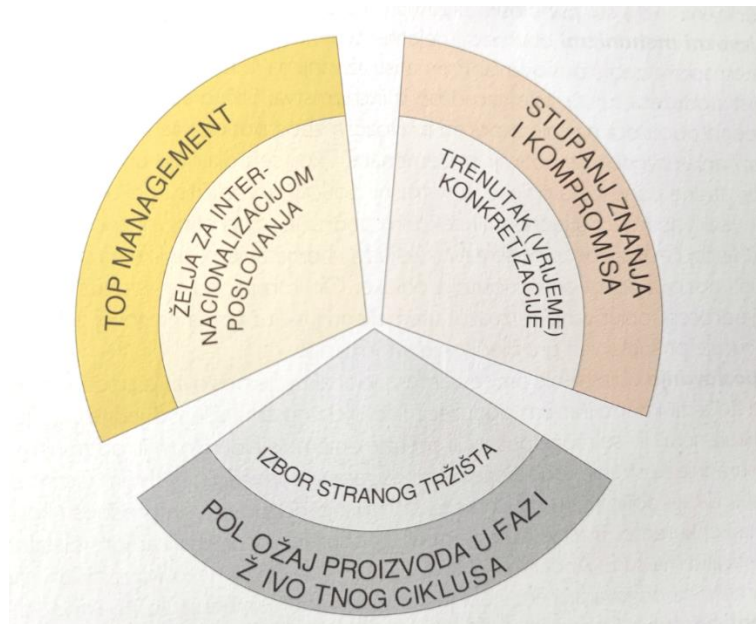 TOP MANAGEMENT
ŽELJA ZA INTER-
NACIONALIZACIJOM
POSLOVANJA
STUPANJ ZNANJA
I KOMPROMISA
TRENUTAK (VRIJEME)
KONKRETIZACIJE
IZBOR STRANOG TRŽIŠTA
POL OŽAJ PROIZVODA U FAZI
Ž IVO TNOG CIKLUSA